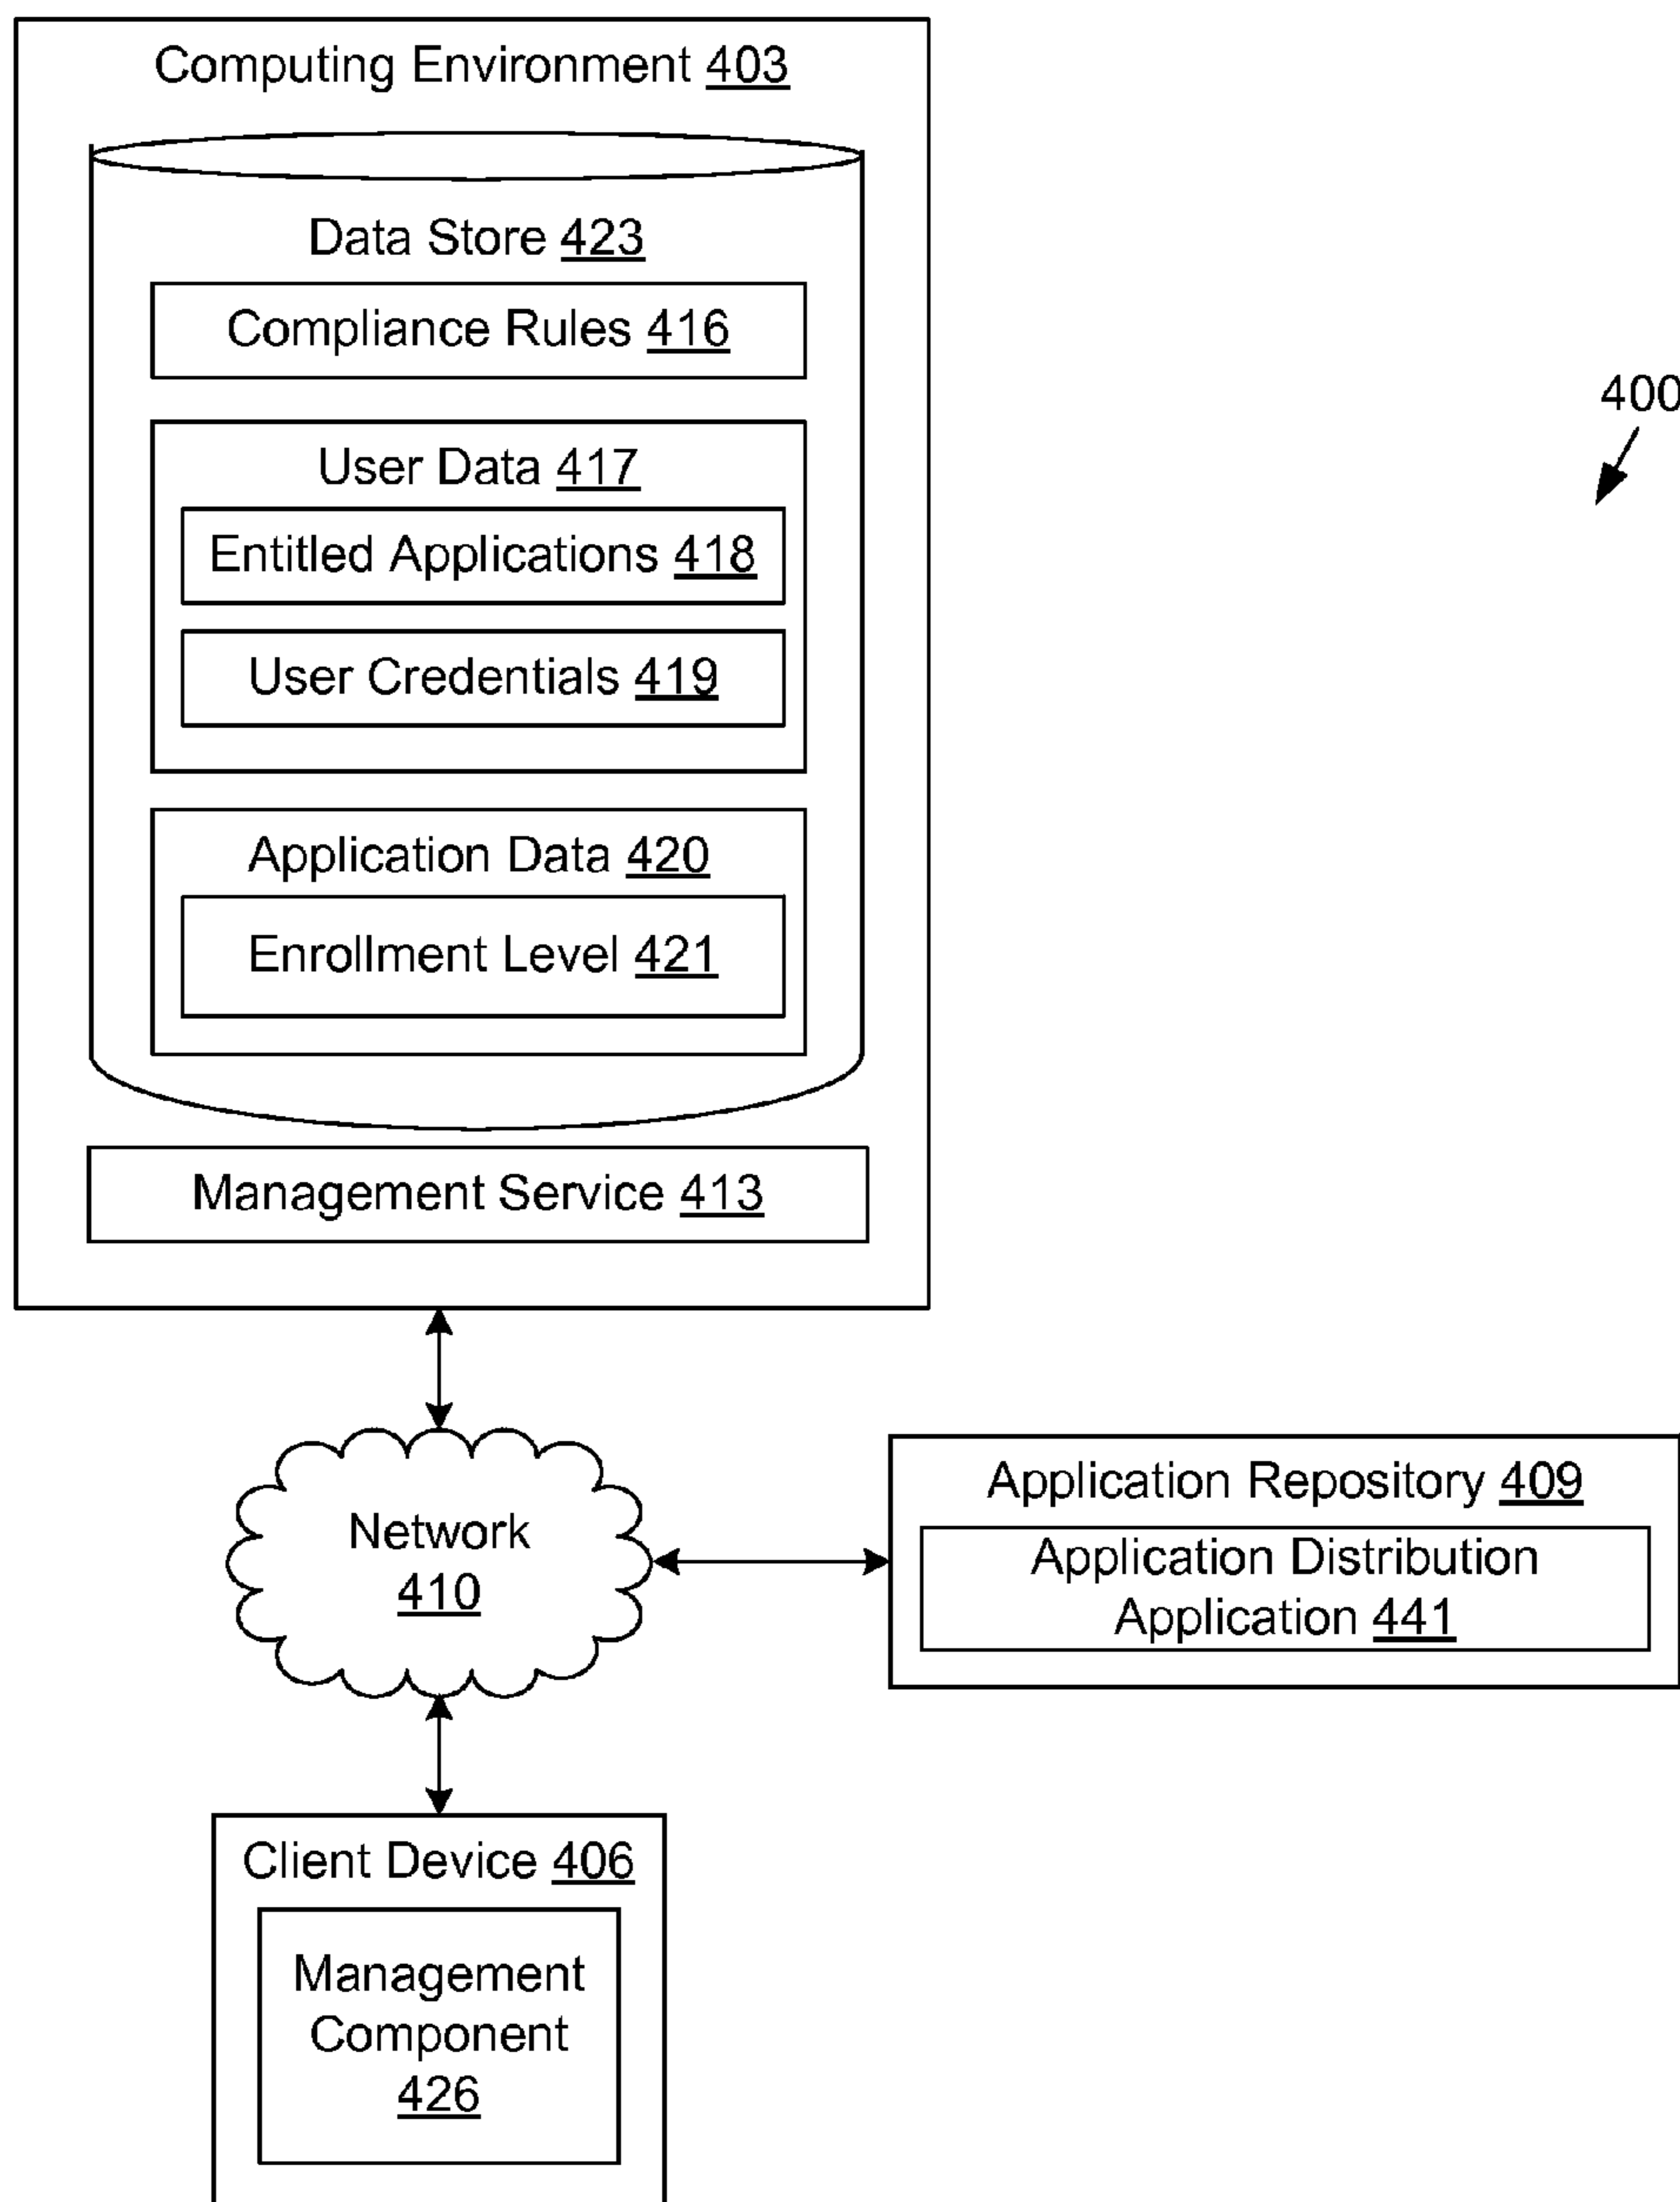 Computing Environment 403
Data Store 423
Compliance Rules 416
400
User Data 417
Entitled Applications 418
User Credentials 419
Application Data 420
Enrollment Level 421
Management Service 413
Network
410
Application Repository 409
Application Distribution
Application 441
Client Device 406
Management
Component
426